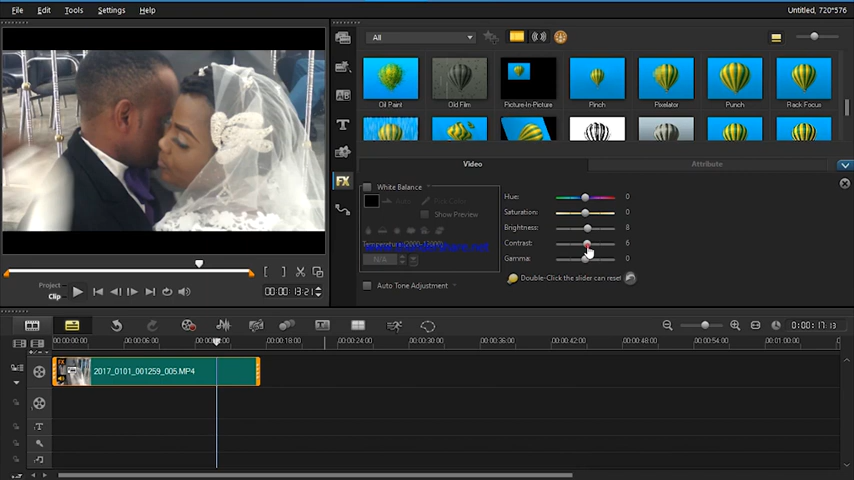 File Edit Tools Settings Help Untitled, 720*576
All
Oil Paint Old Film Picture-In-Picture Pinch Pixelator Punch Rack Focus
Video Attribute
White Balance
Show Preview
N/A
Auto Tone Adjustment
Hue: 0
Saturation: 0
Brightness: 8
Contrast: 6
Gamma: 0
Double-Click the slider can reset
Project
Clip
00:00:13:21
FX
0:00:17:13
00:00:00:00 00:00:06:00 00:00:18:00 00:00:24:00 00:00:30:00 00:00:36:00 00:00:42:00 00:00:48:00 00:00:54:00 00:01:00:00
2017_0101_001259_005.MP4